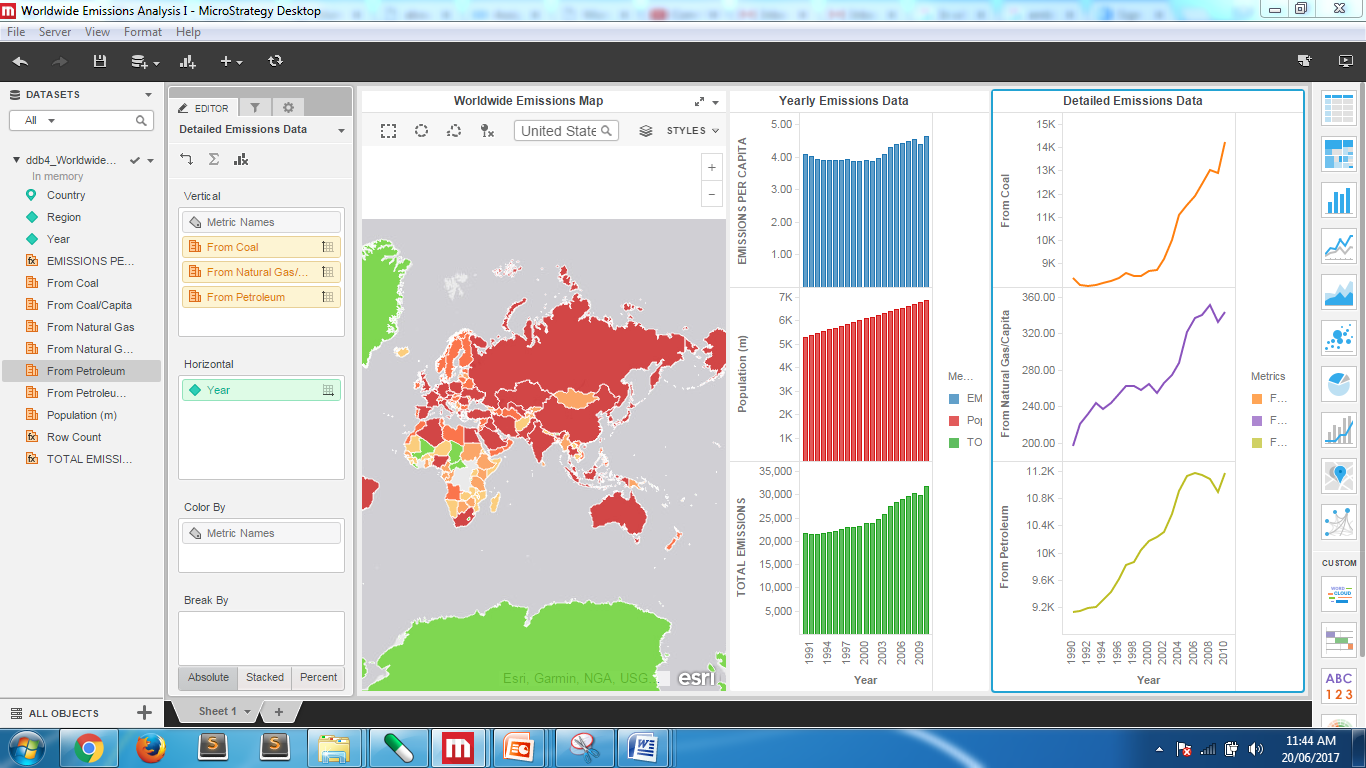 Worldwide Emissions Analysis I - MicroStrategy Desktop
File Server View Format Help
DATASETS
All
ddb4_Worldwide...
In memory
Country
Region
Year
EMISSIONS PE...
From Coal
From Coal/Capita
From Natural Gas
From Natural G...
From Petroleum
From Petroleu...
Population (m)
Row Count
TOTAL EMISSI...
ALL OBJECTS
EDITOR
Detailed Emissions Data
Vertical
Metric Names
From Coal
From Natural Gas/...
From Petroleum
Horizontal
Year
Color By
Metric Names
Break By
Absolute Stacked Percent
Worldwide Emissions Map
United State
STYLES
Esri, Garmin, NGA, USG...
esri
Yearly Emissions Data
EMISSIONS PER CAPITA
5.00
4.00
3.00
2.00
1.00
Population (m)
7K
6K
5K
4K
3K
2K
1K
TOTAL EMISSIONS
35,000
30,000
25,000
20,000
15,000
10,000
5,000
1991 1994 1997 2000 2003 2006 2009
Year
Me...
EM
Pop
TO
Detailed Emissions Data
From Coal
15K
14K
13K
12K
11K
10K
9K
From Natural Gas/Capita
360.00
320.00
280.00
240.00
200.00
From Petroleum
11.2K
10.8K
10.4K
10K
9.6K
9.2K
1990 1992 1994 1996 1998 2000 2002 2004 2006 2008 2010
Year
Metrics
F...
F...
F...
CUSTOM
WORD
CLOUD
ABC
123
Sheet 1
11:44 AM
20/06/2017